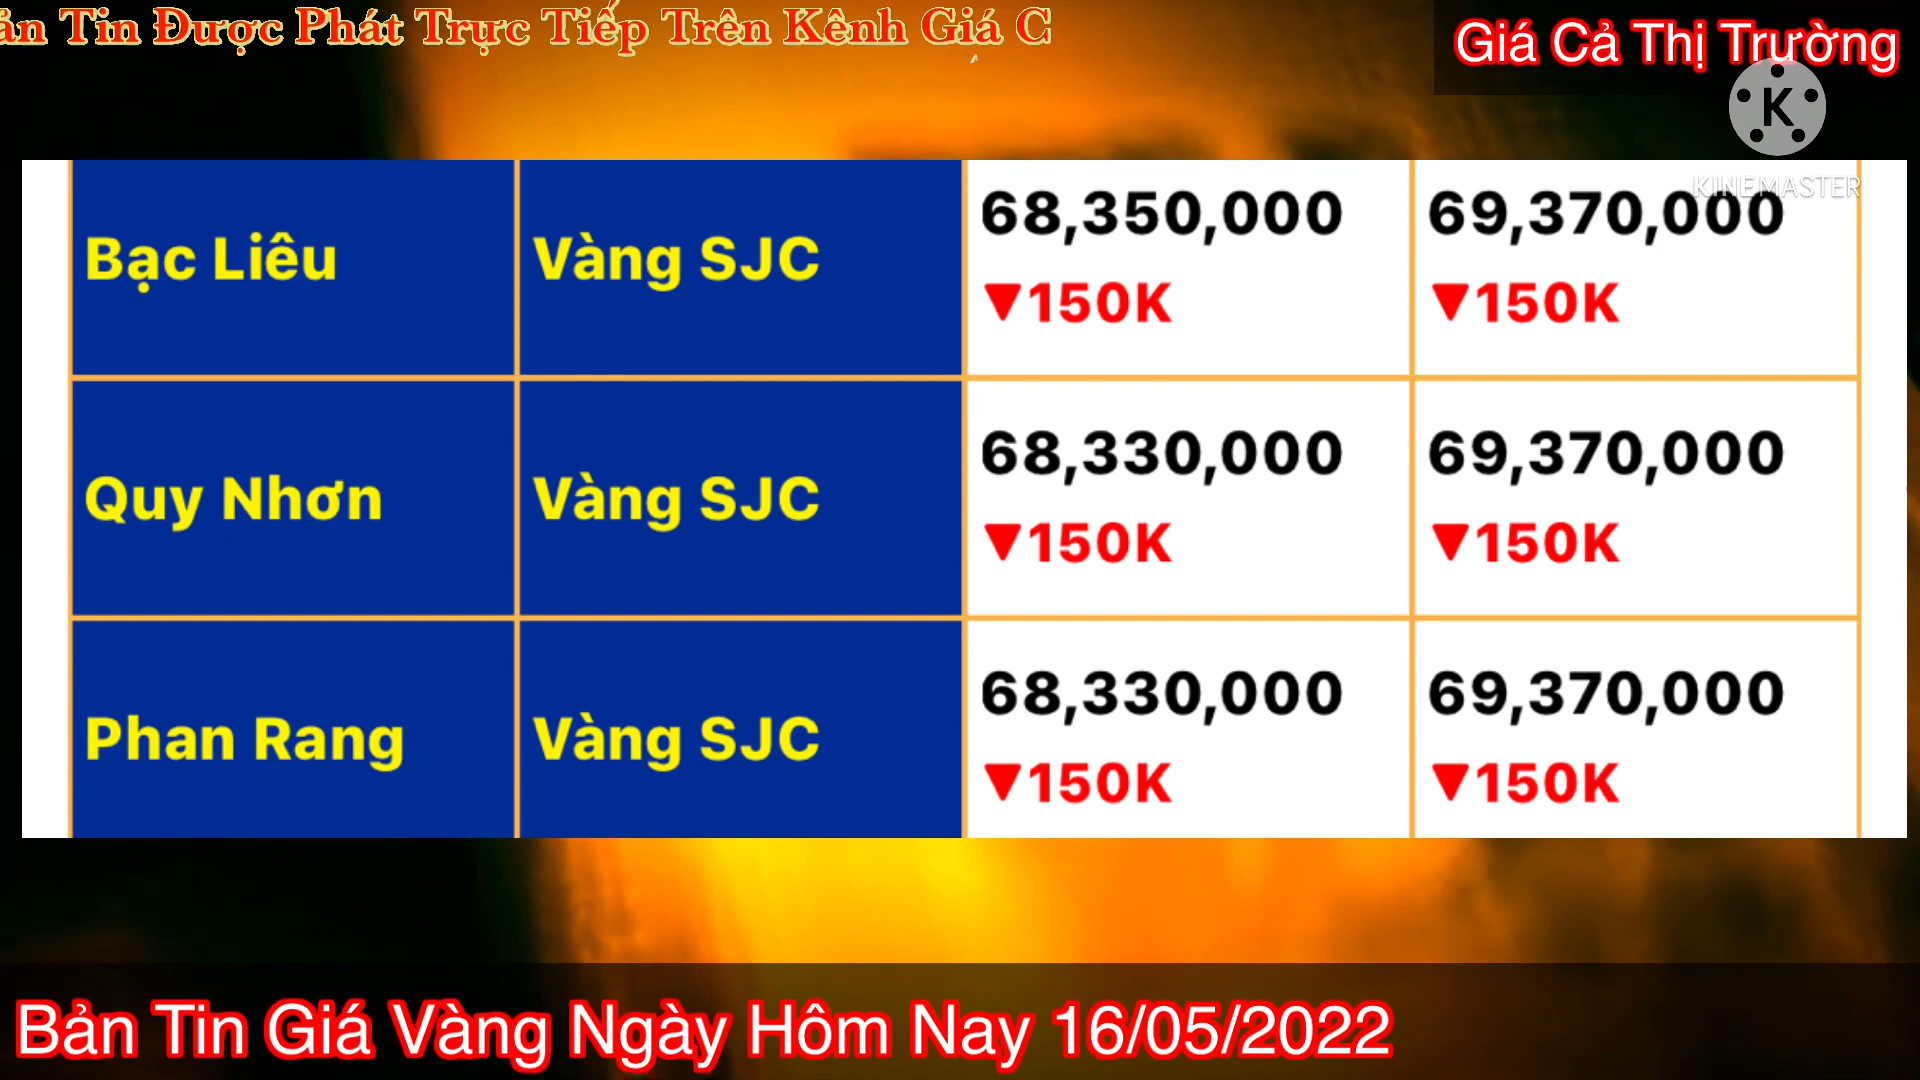 ản Tin Được Phát Trực Tiếp Trên Kênh Giá C
Giá Cả Thị Trường
K
KINEMASTER
Bạc Liêu Vàng SJC 68,350,000 69,370,000
▼150K ▼150K
Quy Nhơn Vàng SJC 68,330,000 69,370,000
▼150K ▼150K
Phan Rang Vàng SJC 68,330,000 69,370,000
▼150K ▼150K
Bản Tin Giá Vàng Ngày Hôm Nay 16/05/2022